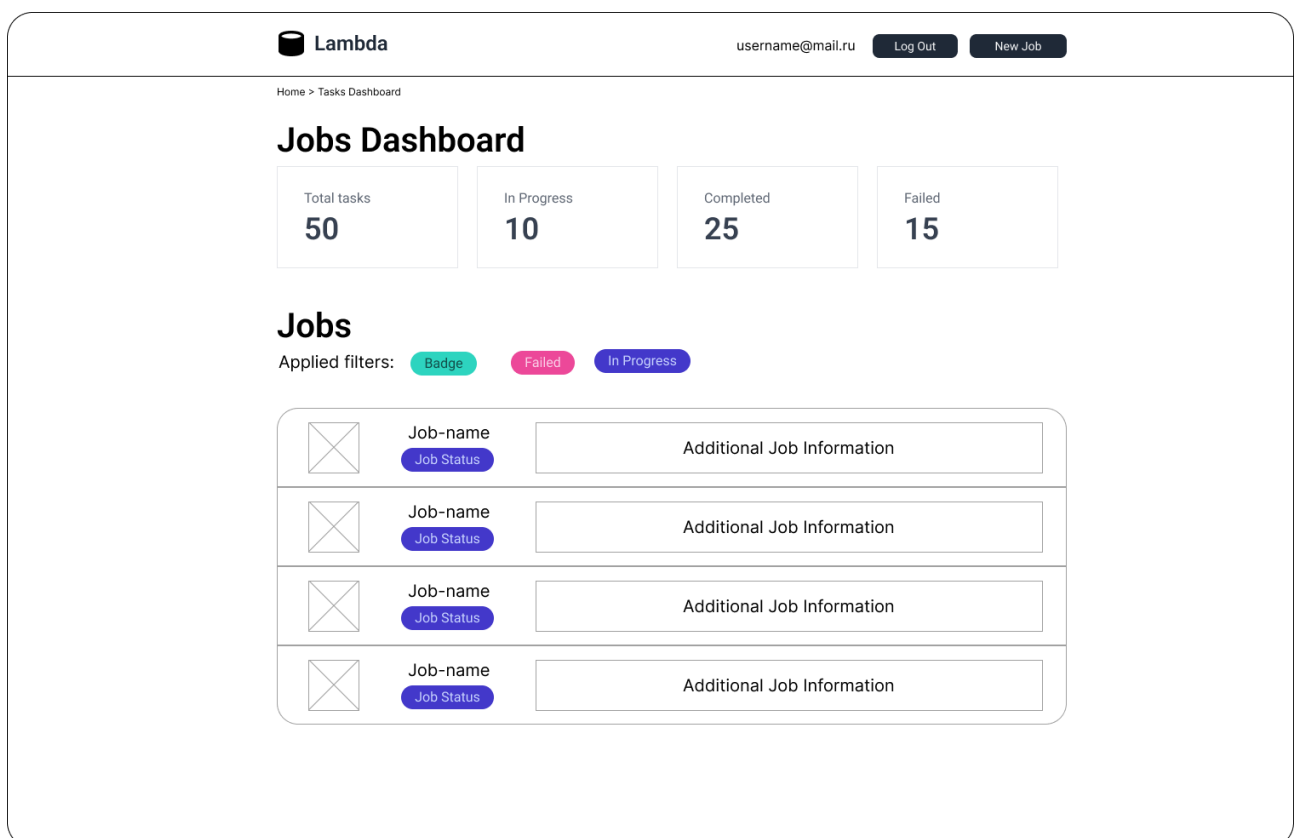 Lambda
username@mail.ru
Log Out
New Job
Home > Tasks Dashboard
Jobs Dashboard
Total tasks
50
In Progress
10
Completed
25
Failed
15
Jobs
Applied filters:
Badge
Failed
In Progress
Job-name
Job Status
Additional Job Information
Job-name
Job Status
Additional Job Information
Job-name
Job Status
Additional Job Information
Job-name
Job Status
Additional Job Information